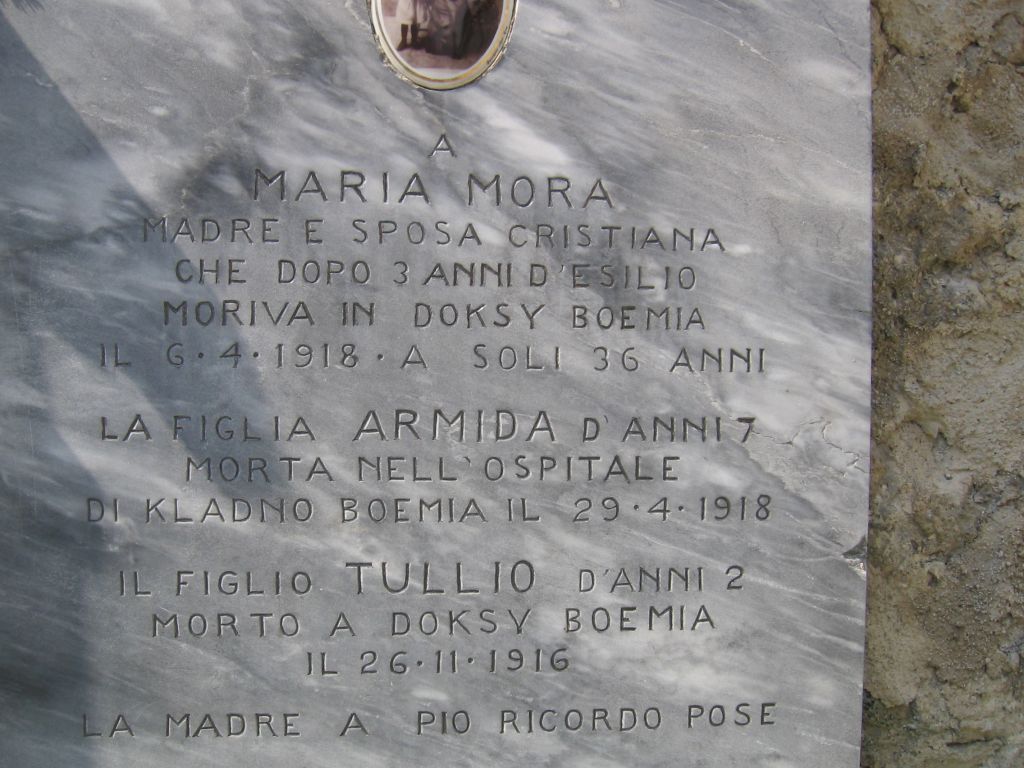 A
MARIA MORA
MADRE E SPOSA CRISTIANA
CHE DOPO 3 ANNI D'ESILIO
MORIVA IN DOKSY BOEMIA
IL 6·4·1918·A SOLI 36 ANNI
LA FIGLIA ARMIDA D'ANNI 7
MORTA NELL'OSPITALE
DI KLADNO BOEMIA IL 29·4·1918
IL FIGLIO TULLIO D'ANNI 2
MORTO A DOKSY BOEMIA
IL 26·11·1916
LA MADRE A PIO RICORDO POSE